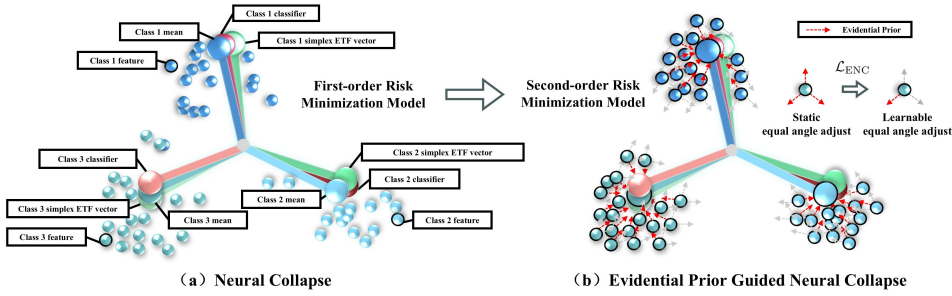 Class 1 classifier
Class 1 mean
Class 1 simplex ETF vector
Class 1 feature
First-order Risk
Minimization Model
Second-order Risk
Minimization Model
Evidential Prior
ℒ_ENC
Static
equal angle adjust
Learnable
equal angle adjust
Class 3 classifier
Class 2 simplex ETF vector
Class 2 classifier
Class 3 simplex ETF vector
Class 2 mean
Class 3 mean
Class 2 feature
Class 3 feature
(a) Neural Collapse
(b) Evidential Prior Guided Neural Collapse